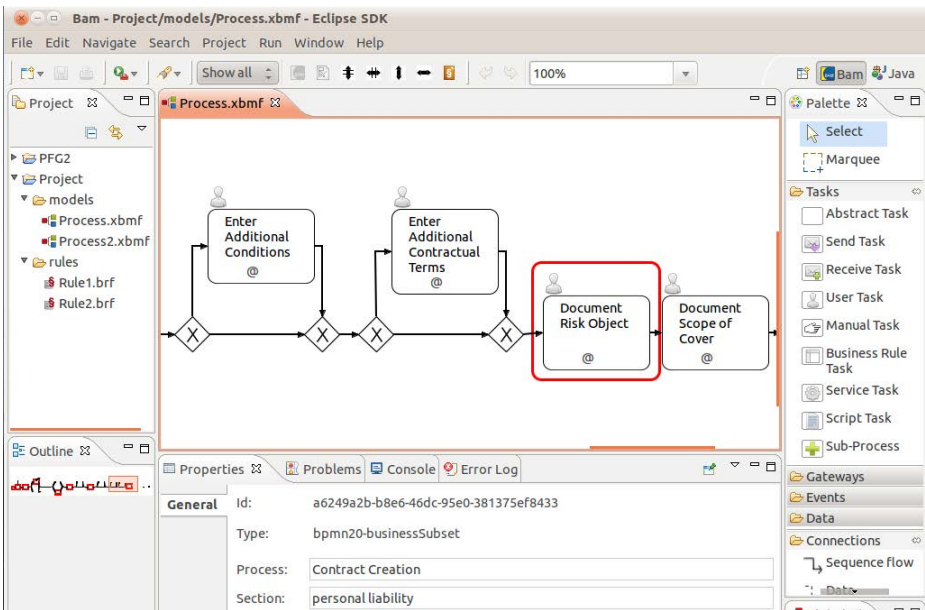 Bam - Project/models/Process.xbmf - Eclipse SDK
File Edit Navigate Search Project Run Window Help
Show all
100%
Bam
Java
Project
PFG2
Project
models
Process.xbmf
Process2.xbmf
rules
Rule1.brf
Rule2.brf
Process.xbmf
Enter
Additional
Conditions
@
Enter
Additional
Contractual
Terms
@
Document
Risk Object
@
Document
Scope of
Cover
@
X
X
X
X
Palette
Select
Marquee
Tasks
Abstract Task
Send Task
Receive Task
User Task
Manual Task
Business Rule
Task
Service Task
Script Task
Sub-Process
Gateways
Events
Data
Connections
Sequence flow
Data
Outline
Properties
Problems
Console
Error Log
General
Id: a6249a2b-b8e6-46dc-95e0-381375ef8433
Type: bpmn20-businessSubset
Process: Contract Creation
Section: personal liability